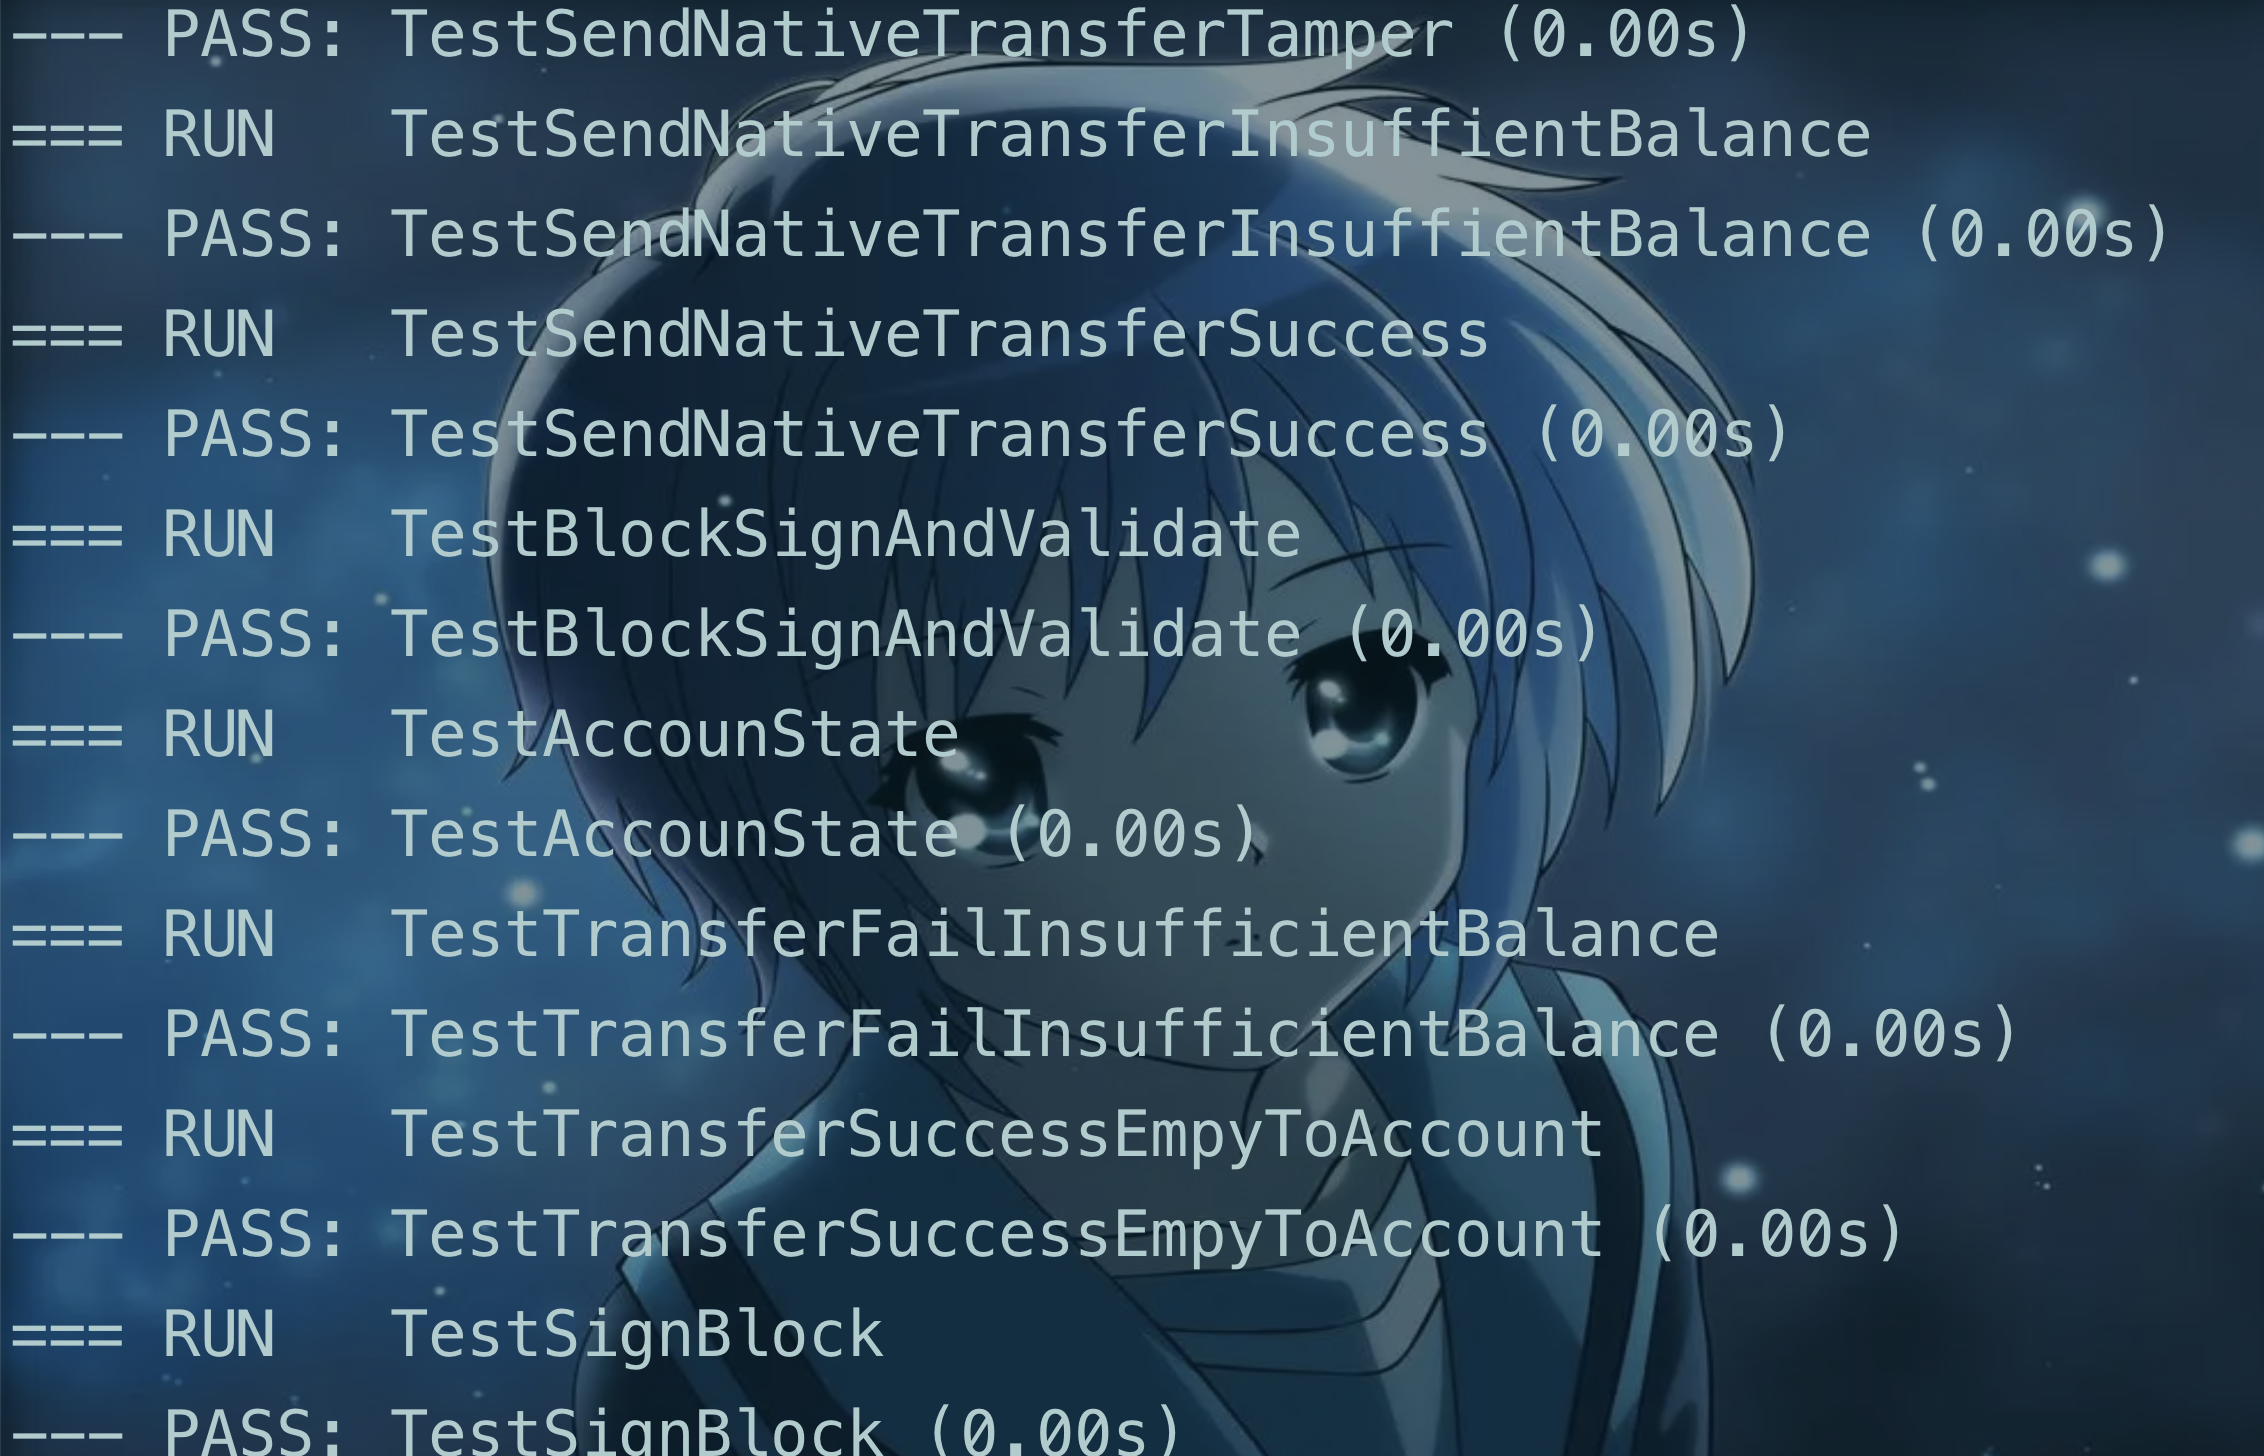 --- PASS: TestSendNativeTransferTamper (0.00s)
=== RUN   TestSendNativeTransferInsuffientBalance
--- PASS: TestSendNativeTransferInsuffientBalance (0.00s)
=== RUN   TestSendNativeTransferSuccess
--- PASS: TestSendNativeTransferSuccess (0.00s)
=== RUN   TestBlockSignAndValidate
--- PASS: TestBlockSignAndValidate (0.00s)
=== RUN   TestAccounState
--- PASS: TestAccounState (0.00s)
=== RUN   TestTransferFailInsufficientBalance
--- PASS: TestTransferFailInsufficientBalance (0.00s)
=== RUN   TestTransferSuccessEmpyToAccount
--- PASS: TestTransferSuccessEmpyToAccount (0.00s)
=== RUN   TestSignBlock
--- PASS: TestSignBlock (0.00s)